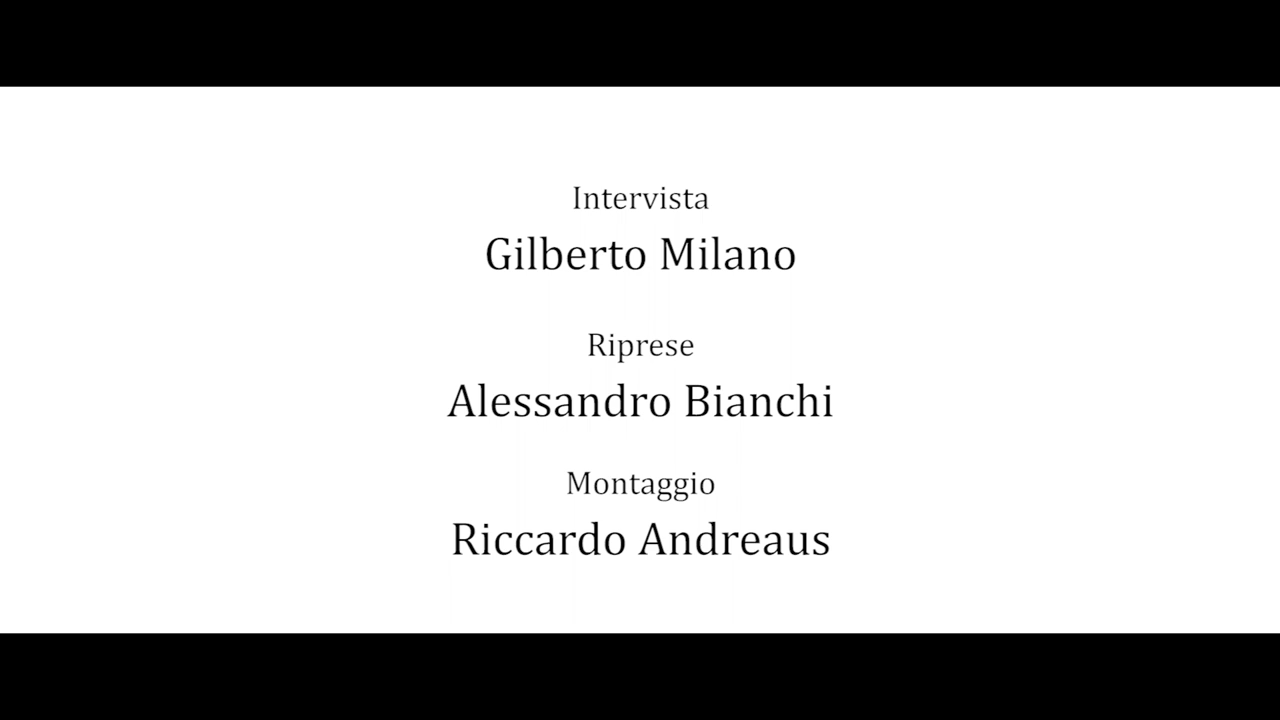 Intervista
Gilberto Milano
Riprese
Alessandro Bianchi
Montaggio
Riccardo Andreaus